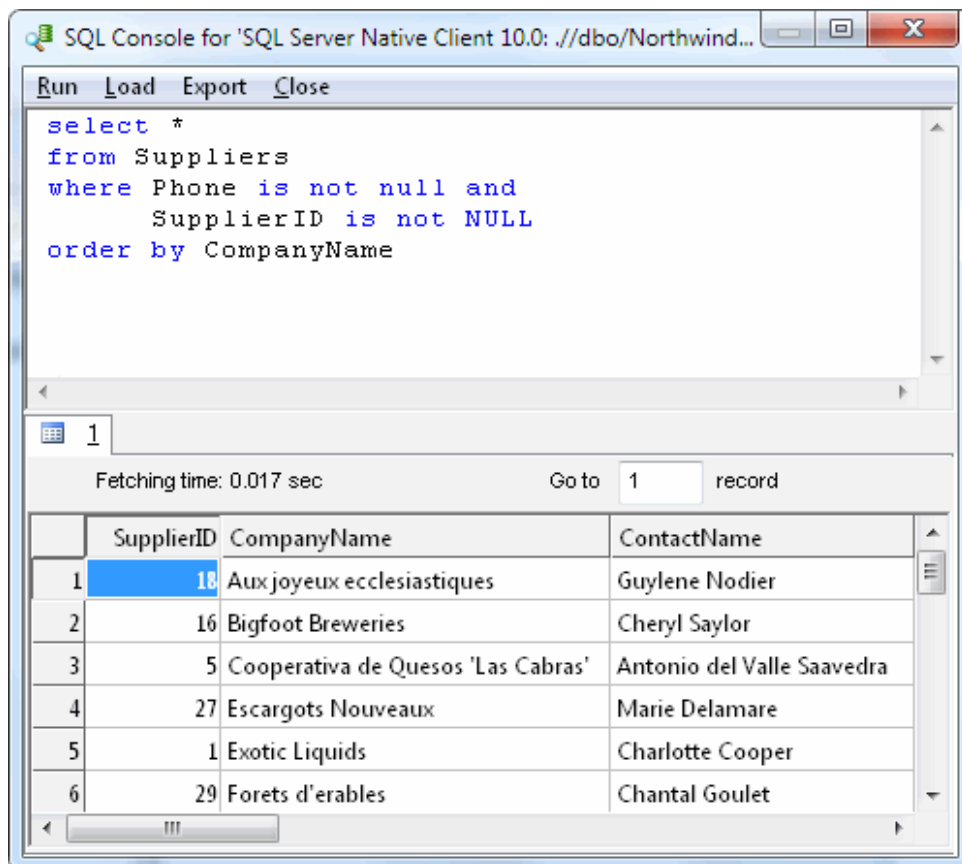 SQL Console for 'SQL Server Native Client 10.0: .//dbo/Northwind...
Run Load Export Close
select *
from Suppliers
where Phone is not null and
SupplierID is not NULL
order by CompanyName
1
Fetching time: 0.017 sec Go to 1 record
SupplierID CompanyName ContactName
1 18 Aux joyeux ecclesiastiques Guylene Nodier
2 16 Bigfoot Breweries Cheryl Saylor
3 5 Cooperativa de Quesos 'Las Cabras' Antonio del Valle Saavedra
4 27 Escargots Nouveaux Marie Delamare
5 1 Exotic Liquids Charlotte Cooper
6 29 Forets d'erables Chantal Goulet